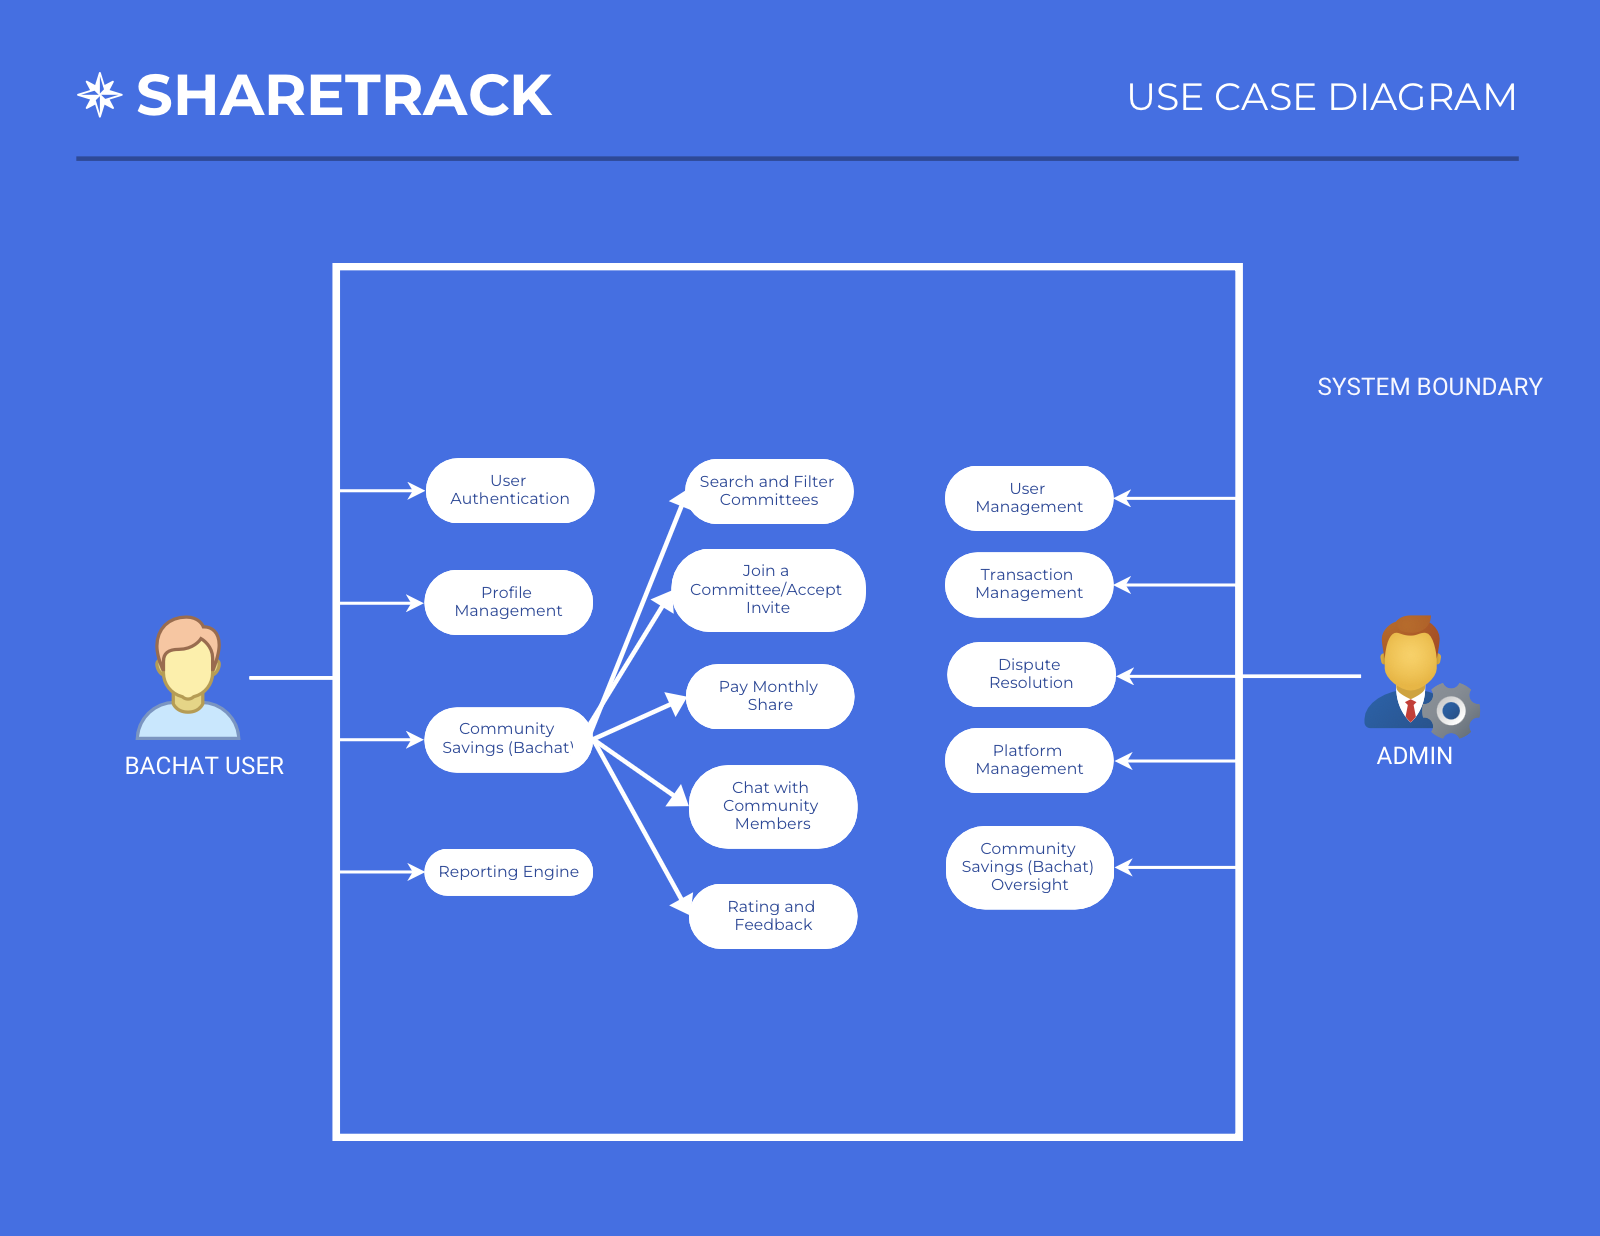 SHARETRACK
USE CASE DIAGRAM
SYSTEM BOUNDARY
BACHAT USER
User
Authentication
Profile
Management
Community
Savings (Bachat)
Reporting Engine
Search and Filter
Committees
Join a
Committee/Accept
Invite
Pay Monthly
Share
Chat with
Community
Members
Rating and
Feedback
User
Management
Transaction
Management
Dispute
Resolution
Platform
Management
Community
Savings (Bachat)
Oversight
ADMIN